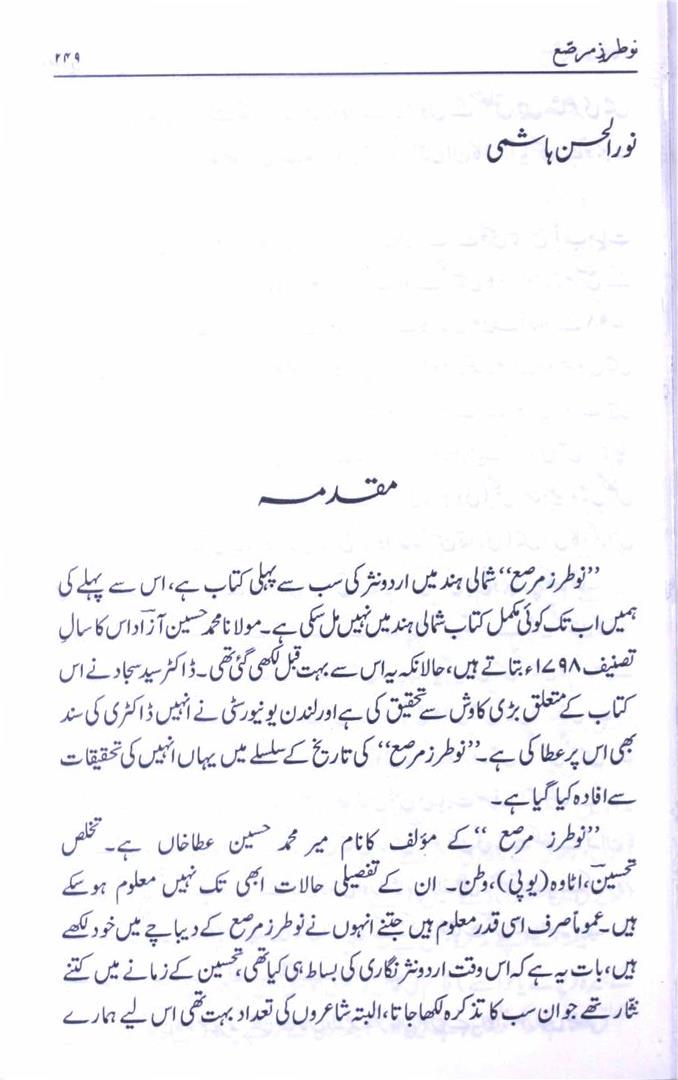 نوطرزِ مرصّع ۲۴۹
نورالحسن ہاشمی
مقدمہ
’’نوطرز مرصع‘‘ شمالی ہند میں اردو نثر کی سب سے پہلی کتاب ہے، اس سے پہلے کی
ہمیں اب تک کوئی مکمل کتاب شمالی ہند میں نہیں مل سکی ہے۔ مولانا محمد حسین آزاؔد اس کا سالِ
تصنیف ۱۷۹۸ء بتاتے ہیں، حالانکہ یہ اس سے بہت قبل لکھی گئی تھی۔ ڈاکٹر سید سجاد نے اس
کتاب کے متعلق بڑی کاوش سے تحقیق کی ہے اور لندن یونیورسٹی نے انہیں ڈاکٹری کی سند
بھی اس پر عطا کی ہے۔ ’’نوطرز مرصع‘‘ کی تاریخ کے سلسلے میں یہاں انہیں کی تحقیقات
سے افادہ کیا گیا ہے۔
’’نوطرز مرصع‘‘ کے مؤلف کا نام میر محمد حسین عطا خاں ہے۔ تخلص
تحسیؔن، اٹاوہ (یو پی)، وطن۔ ان کے تفصیلی حالات ابھی تک نہیں معلوم ہو سکے
ہیں۔ عموماً صرف اسی قدر معلوم ہیں جتنے انہوں نے نوطرز مرصع کے دیباچے میں خود لکھے
ہیں، بات یہ ہے کہ اس وقت اردو نثر نگاری کی بساط ہی کیا تھی، تحسین کے زمانے میں کتنے
نثّار تھے جو ان سب کا تذکرہ لکھا جاتا، البتہ شاعروں کی تعداد بہت تھی اس لیے ہمارے